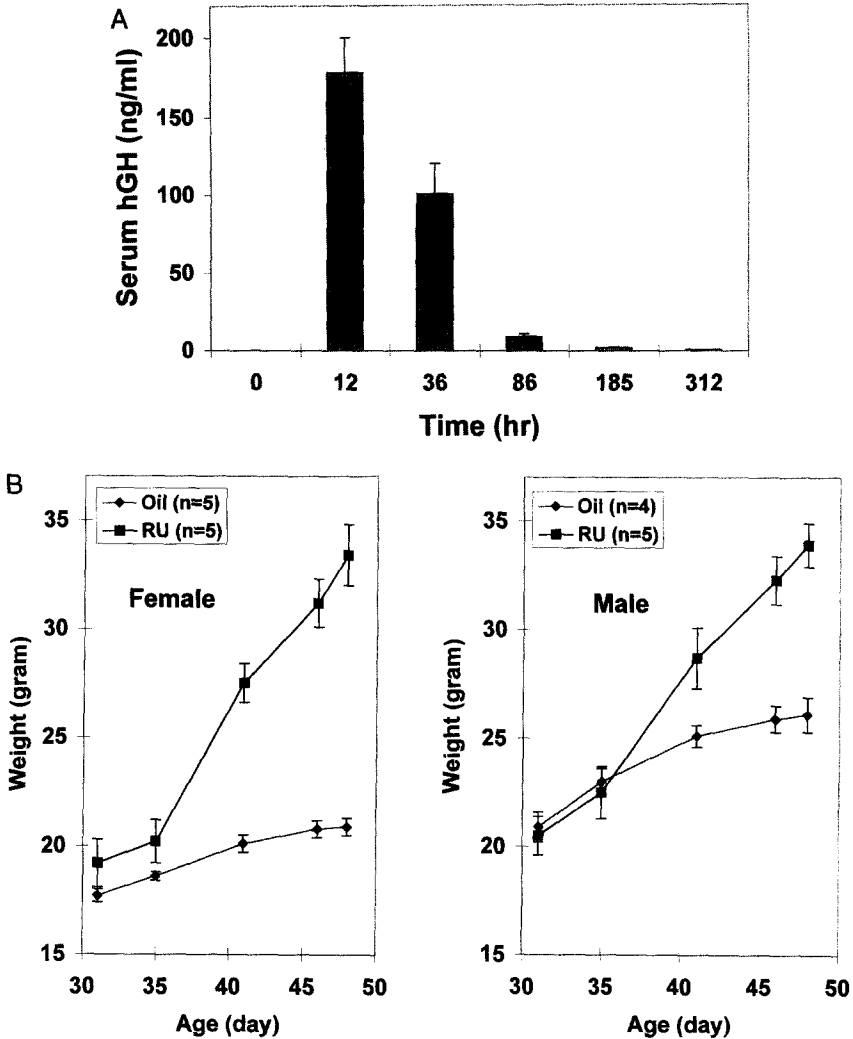 A
Serum hGH (ng/ml)
200
150
100
50
0
0 12 36 86 185 312
Time (hr)
B
Oil (n=5)
RU (n=5)
Female
Weight (gram)
35
30
25
20
15
30 35 40 45 50
Age (day)
Oil (n=4)
RU (n=5)
Male
Weight (gram)
35
30
25
20
15
30 35 40 45 50
Age (day)